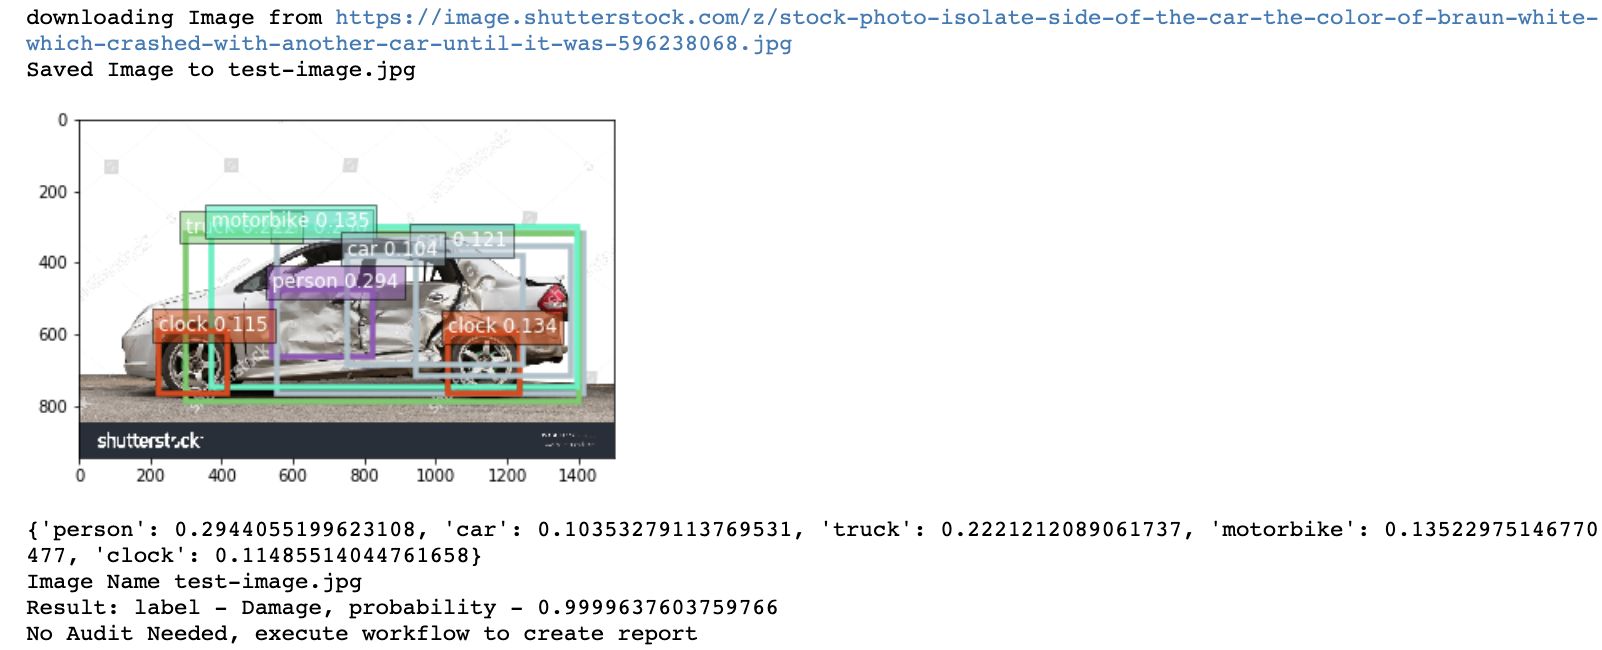 downloading Image from https://image.shutterstock.com/z/stock-photo-isolate-side-of-the-car-the-color-of-braun-white-
which-crashed-with-another-car-until-it-was-596238068.jpg
Saved Image to test-image.jpg
0
200
400
600
800
motorbike 0.135
0.121
car 0.104
person 0.294
clock 0.115
clock 0.134
shutterstock
0 200 400 600 800 1000 1200 1400
{'person': 0.2944055199623108, 'car': 0.10353279113769531, 'truck': 0.2221212089061737, 'motorbike': 0.13522975146770
477, 'clock': 0.11485514044761658}
Image Name test-image.jpg
Result: label - Damage, probability - 0.9999637603759766
No Audit Needed, execute workflow to create report